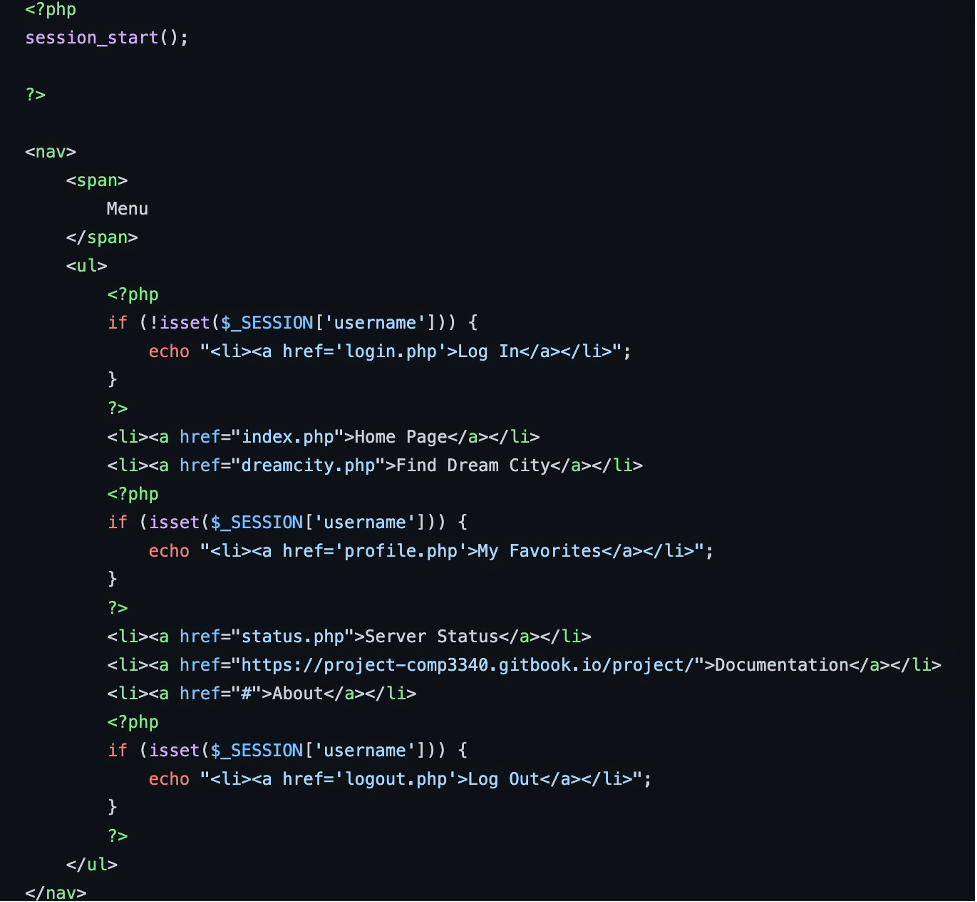 <?php
session_start();
?>
<nav>
<span>
Menu
</span>
<ul>
<?php
if (!isset($_SESSION['username'])) {
echo "<li><a href='login.php'>Log In</a></li>";
}
?>
<li><a href="index.php">Home Page</a></li>
<li><a href="dreamcity.php">Find Dream City</a></li>
<?php
if (isset($_SESSION['username'])) {
echo "<li><a href='profile.php'>My Favorites</a></li>";
}
?>
<li><a href="status.php">Server Status</a></li>
<li><a href="https://project-comp3340.gitbook.io/project/">Documentation</a></li>
<li><a href="#">About</a></li>
<?php
if (isset($_SESSION['username'])) {
echo "<li><a href='logout.php'>Log Out</a></li>";
}
?>
</ul>
</nav>